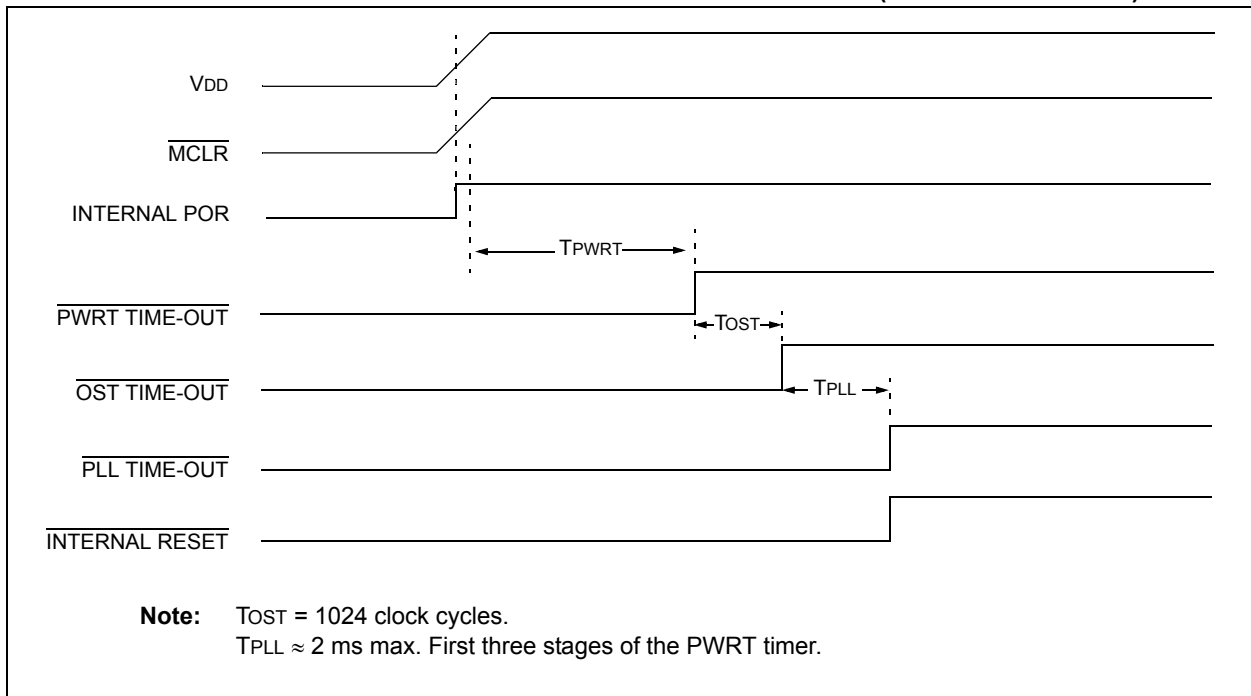 VDD
MCLR
INTERNAL POR
TPWRT
PWRT TIME-OUT
TOST
OST TIME-OUT
TPLL
PLL TIME-OUT
INTERNAL RESET
Note: TOST = 1024 clock cycles.
TPLL ≈ 2 ms max. First three stages of the PWRT timer.